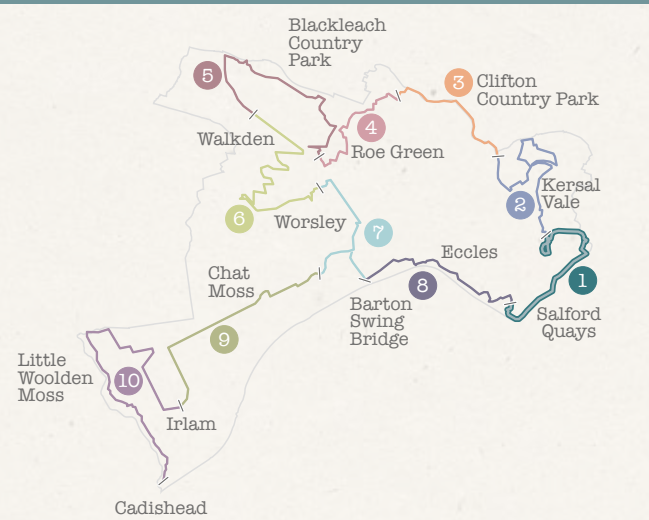 Blackleach
Country
Park
5
3
Clifton
Country Park
4
Walkden
Roe Green
Kersal
Vale
2
6
Worsley
7
Eccles
Chat
Moss
8
1
Barton
Swing
Bridge
Salford
Quays
9
Little
Woolden
Moss
10
Irlam
Cadishead